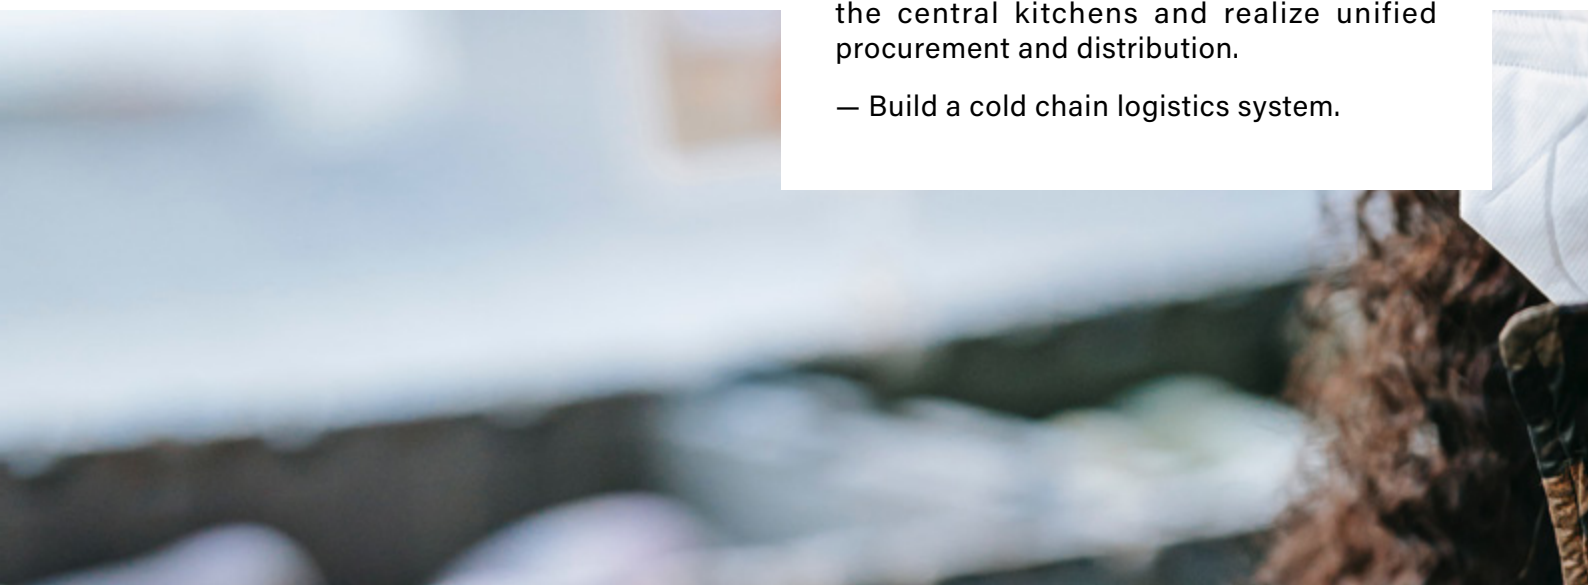 the central kitchens and realize unified
procurement and distribution.
— Build a cold chain logistics system.